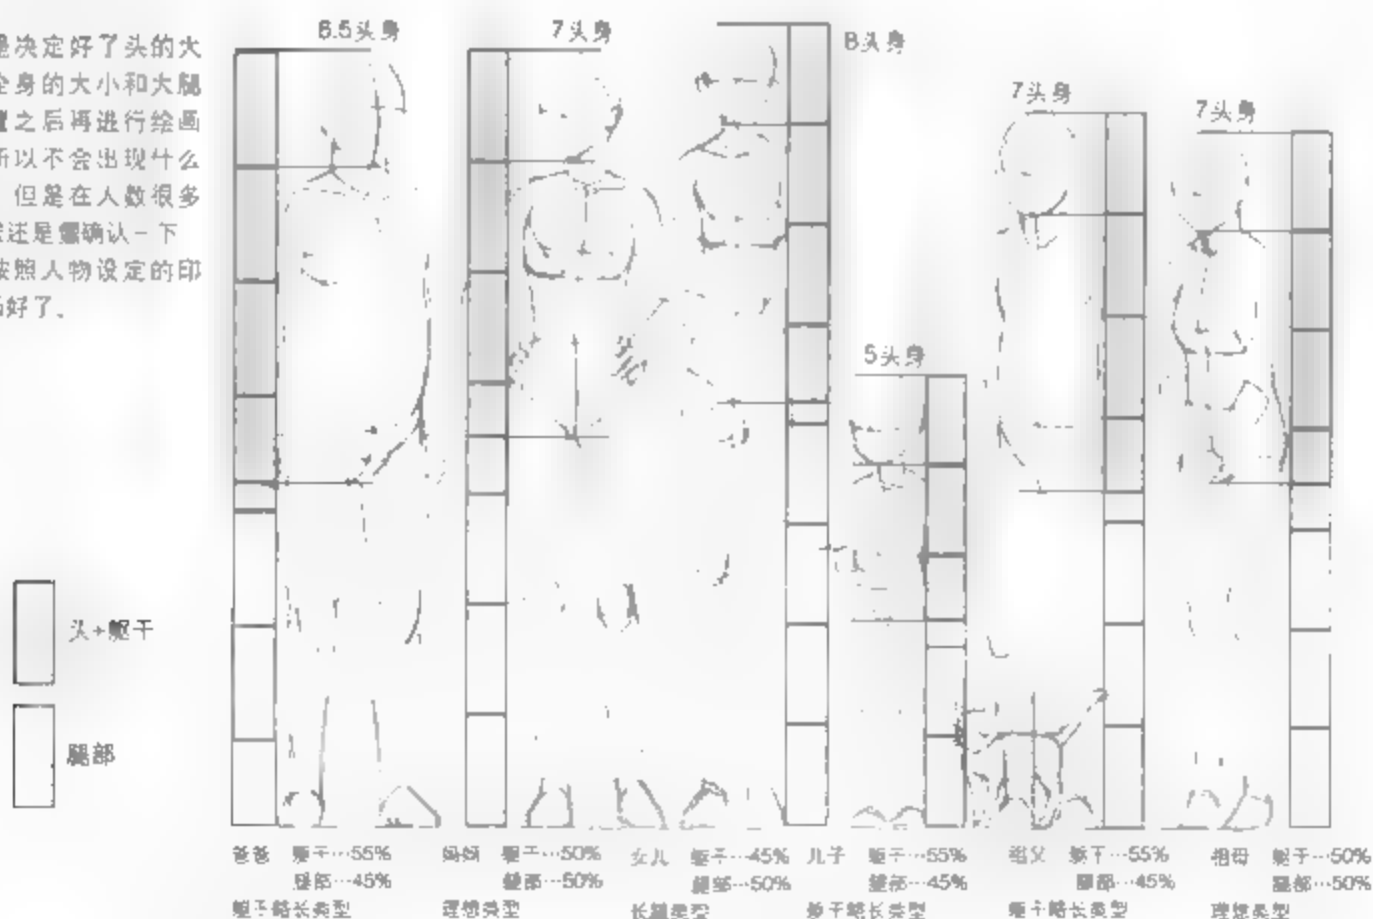 是决定好了头的大
全身的大小和大腿
置之后再进行绘画
所以不会出现什么
但是在人数很多
还是确认一下
按照人物设定的印
好了。
6.5头身
7头身
8头身
5头身
7头身
7头身
头+躯干
腿部
爸爸 躯干…55%
腿部…45%
躯干略长类型
妈妈 躯干…50%
腿部…50%
理想类型
女儿 躯干…45%
腿部…50%
长腿类型
儿子 躯干…55%
腿部…45%
躯干略长类型
祖父 躯干…55%
腿部…45%
躯干略长类型
祖母 躯干…50%
腿部…50%
理想类型